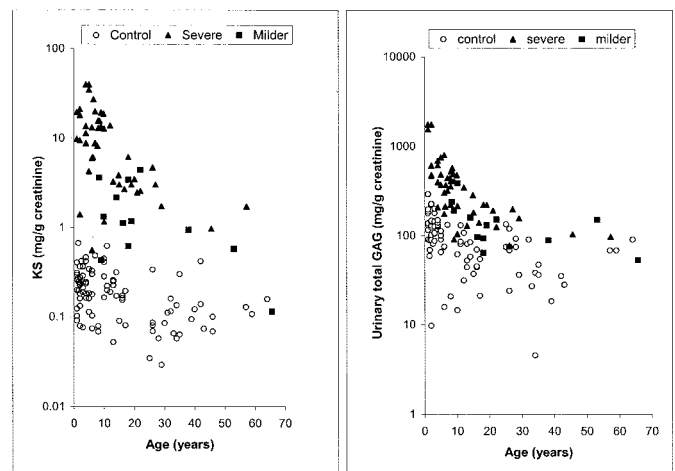 Control Severe Milder
100
10
1
0.1
0.01
KS (mg/g creatinine)
0 10 20 30 40 50 60 70
Age (years)
control severe milder
10000
1000
100
10
1
Urinary total GAG (mg/g creatinine)
0 10 20 30 40 50 60 70
Age (years)